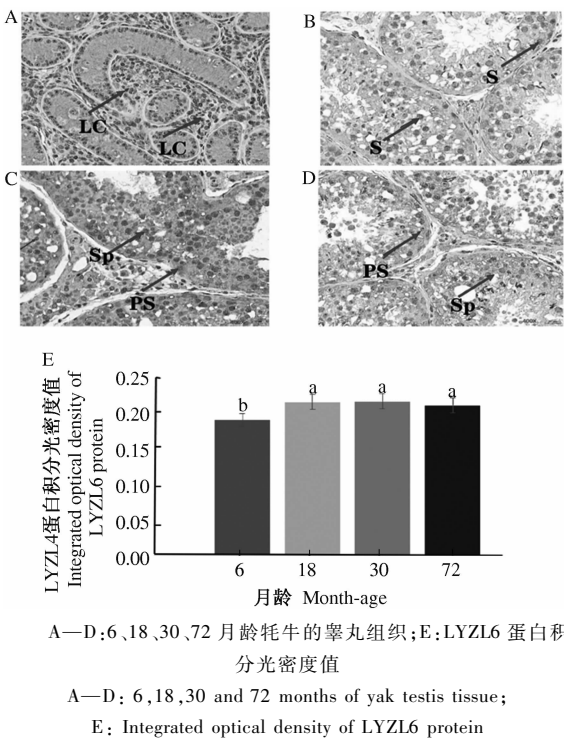 A
B
LC
LC
S
S
C
D
Sp
PS
PS
Sp
E
LYZL4蛋白积分光密度值
Integrated optical density of
LYZL6 protein
0.25
0.20
0.15
0.10
0.05
0.00
b
a
a
a
6
18
30
72
月龄 Month-age
A—D:6、18、30、72 月龄牦牛的睾丸组织;E:LYZL6 蛋白积
分光密度值
A—D: 6,18,30 and 72 months of yak testis tissue;
E: Integrated optical density of LYZL6 protein